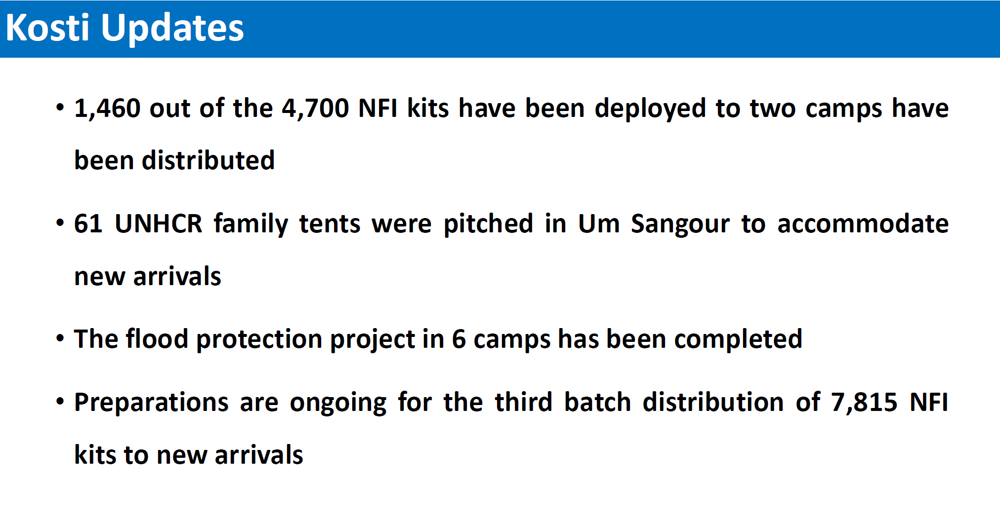 Kosti Updates
• 1,460 out of the 4,700 NFI kits have been deployed to two camps have
been distributed
• 61 UNHCR family tents were pitched in Um Sangour to accommodate
new arrivals
• The flood protection project in 6 camps has been completed
• Preparations are ongoing for the third batch distribution of 7,815 NFI
kits to new arrivals